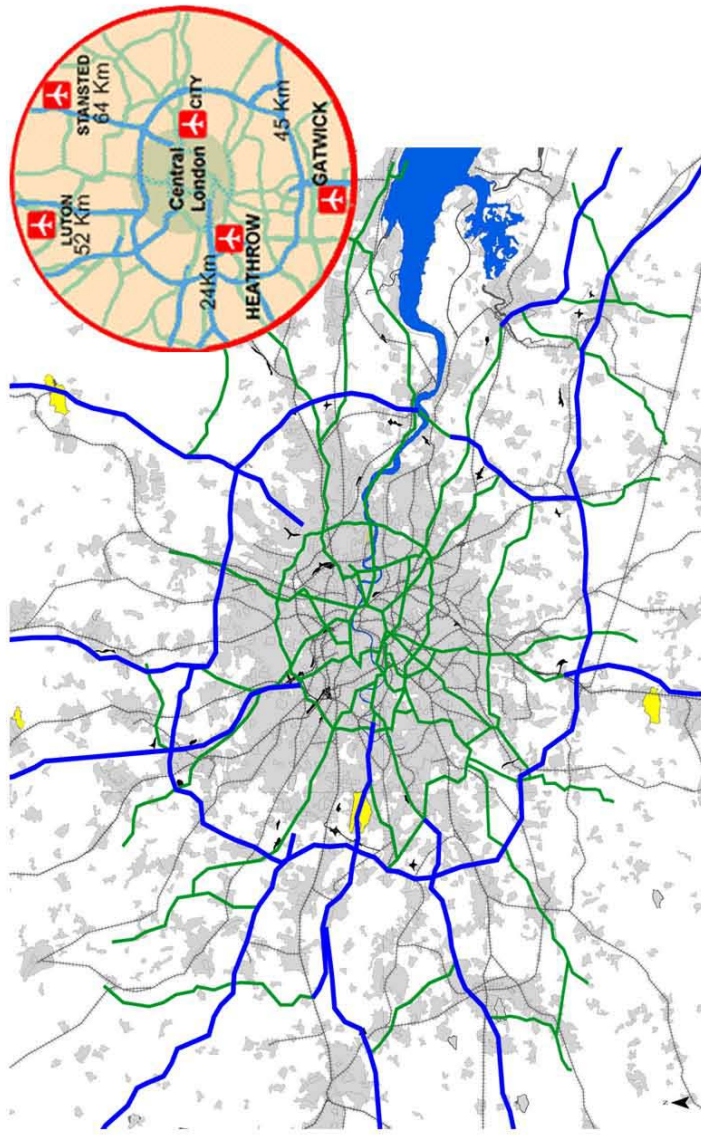 STANSTED
64 Km
LUTON
52 Km
CITY
Central
London
45 Km
24Km
HEATHROW
GATWICK